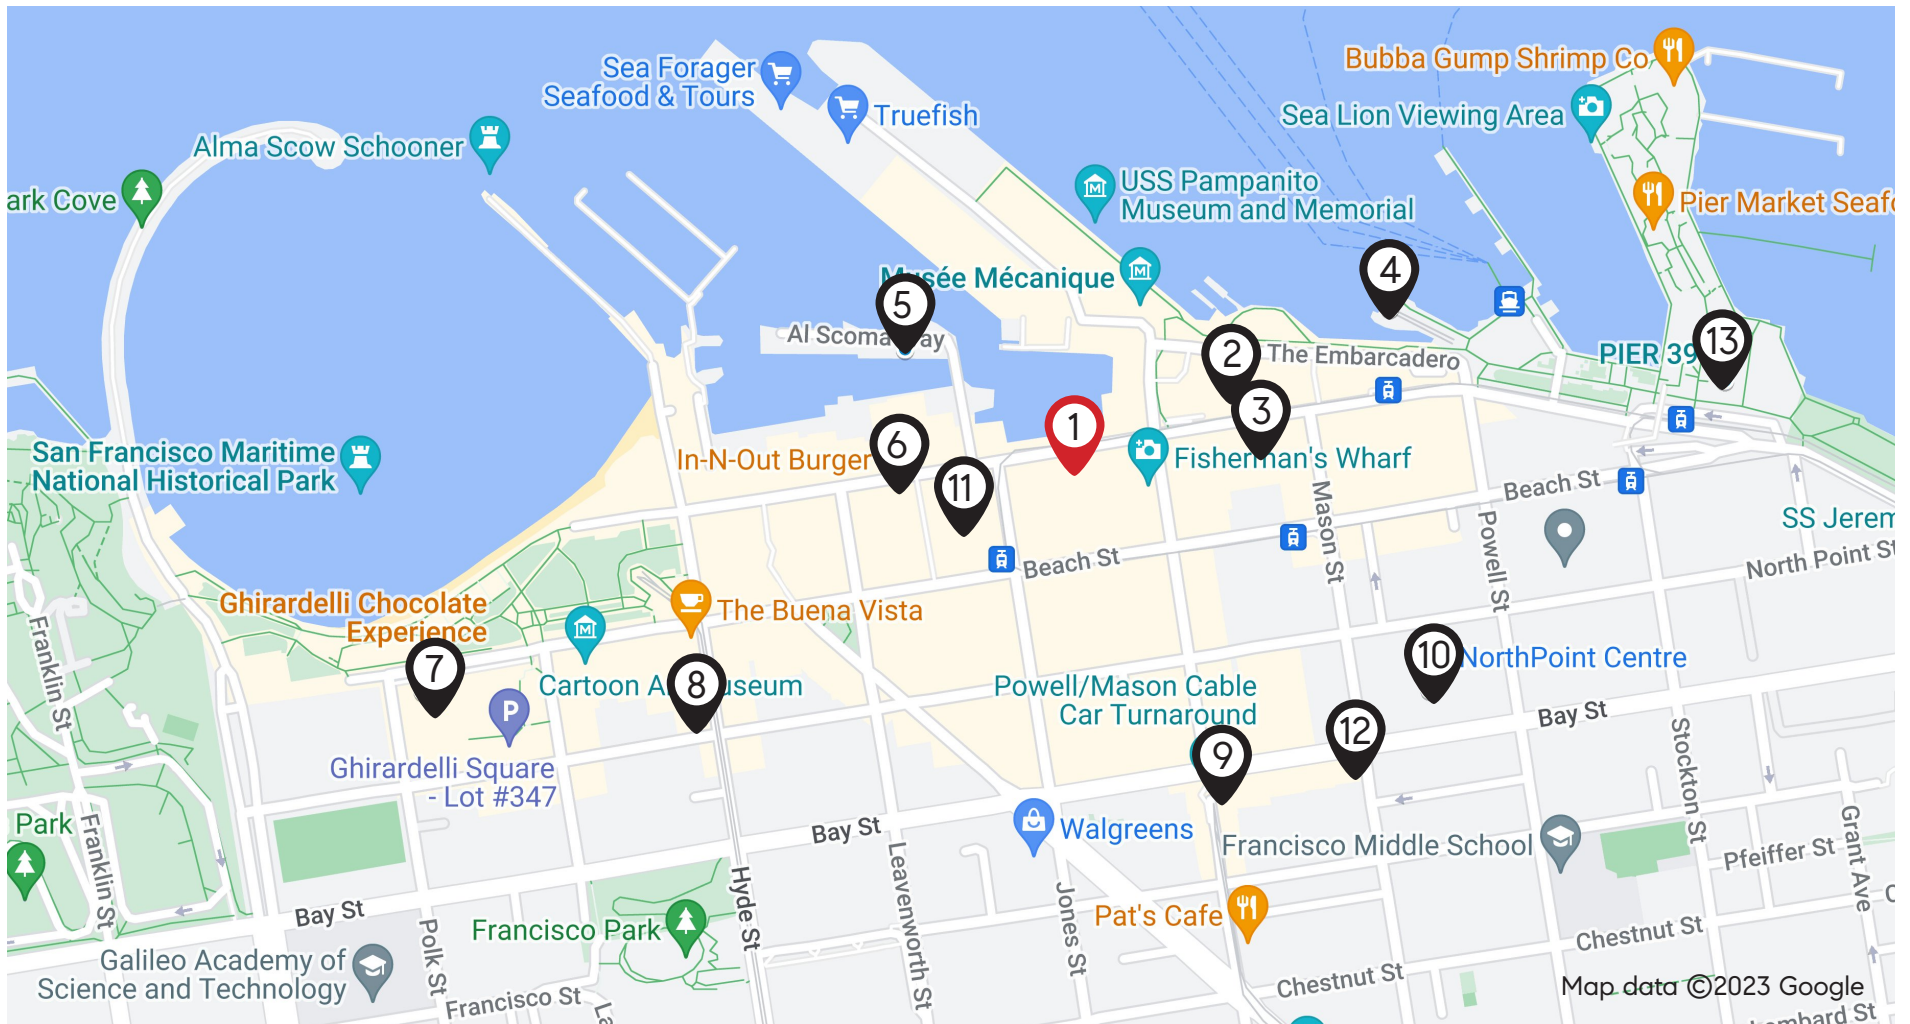 Bubba Gump Shrimp Co
Sea Forager
Seafood & Tours
Truefish
Sea Lion Viewing Area
Alma Scow Schooner
USS Pampanito
Museum and Memorial
ark Cove
Pier Market Seafo
4
Musée Mécanique
5
Al Scoma ay
2
The Embarcadero
PIER 39
13
3
1
6
In-N-Out Burger
San Francisco Maritime
National Historical Park
Fisherman's Wharf
11
Beach St
Mason St
Powell St
SS Jerem
North Point St
Beach St
Ghirardelli Chocolate
Experience
The Buena Vista
Franklin St
7
10
NorthPoint Centre
8
Cartoon A useum
Powell/Mason Cable
Car Turnaround
P
9
12
Bay St
Stockton St
Ghirardelli Square
- Lot #347
Park
Franklin St
Bay St
Walgreens
Francisco Middle School
Pfeiffer St
Grant Ave
C
Leavenworth St
Hyde St
Jones St
Bay St
Pat's Cafe
Francisco Park
Polk St
Chestnut St
Galileo Academy of
Science and Technology
Francisco St
La
Chestnut St
Map data ©2023 Google
ombard St